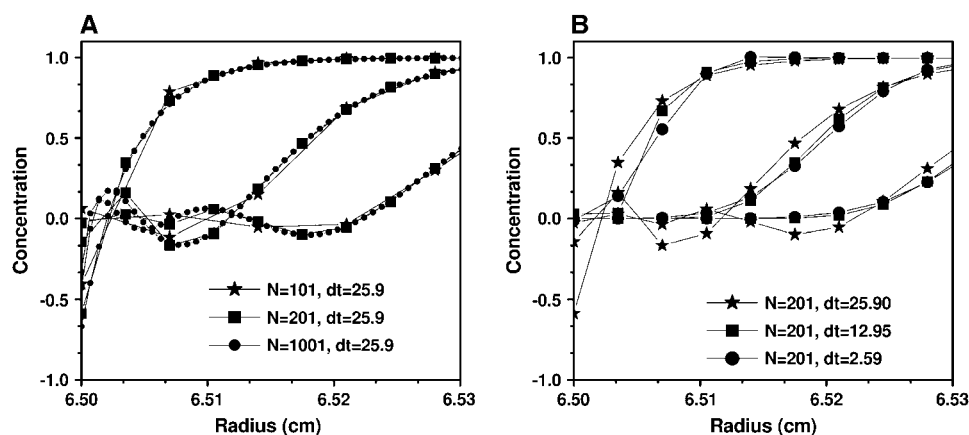 A
Concentration
1.0
0.5
0.0
-0.5
-1.0
N=101, dt=25.9
N=201, dt=25.9
N=1001, dt=25.9
6.50
6.51
6.52
6.53
Radius (cm)
B
Concentration
1.0
0.5
0.0
-0.5
-1.0
N=201, dt=25.90
N=201, dt=12.95
N=201, dt=2.59
6.50
6.51
6.52
6.53
Radius (cm)